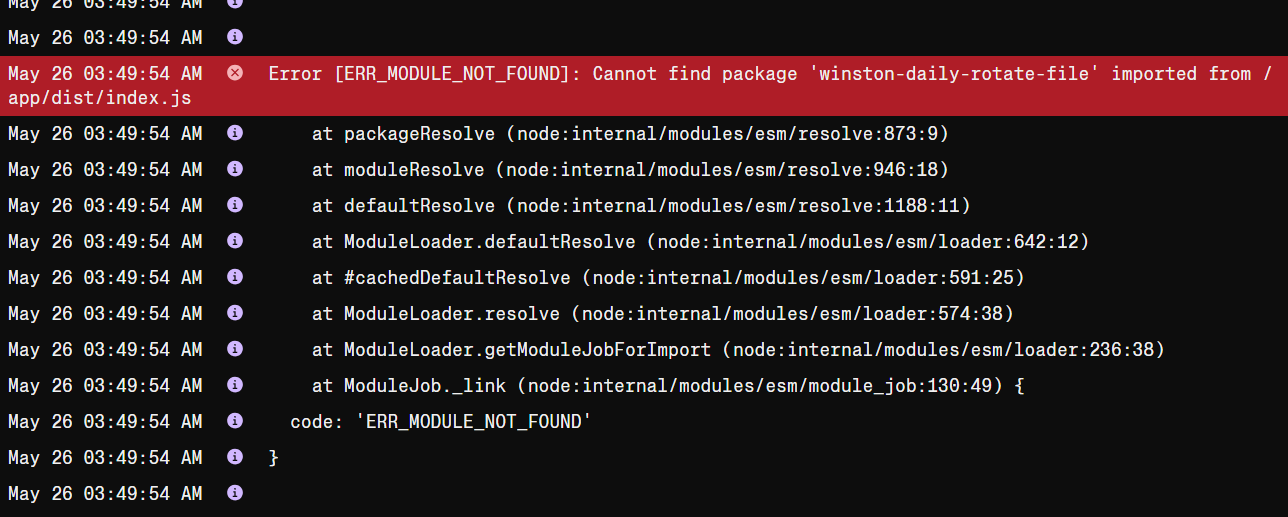 May 26 03:49:54 AM
May 26 03:49:54 AM
May 26 03:49:54 AM Error [ERR_MODULE_NOT_FOUND]: Cannot find package 'winston-daily-rotate-file' imported from /
app/dist/index.js
May 26 03:49:54 AM at packageResolve (node:internal/modules/esm/resolve:873:9)
May 26 03:49:54 AM at moduleResolve (node:internal/modules/esm/resolve:946:18)
May 26 03:49:54 AM at defaultResolve (node:internal/modules/esm/resolve:1188:11)
May 26 03:49:54 AM at ModuleLoader.defaultResolve (node:internal/modules/esm/loader:642:12)
May 26 03:49:54 AM at #cachedDefaultResolve (node:internal/modules/esm/loader:591:25)
May 26 03:49:54 AM at ModuleLoader.resolve (node:internal/modules/esm/loader:574:38)
May 26 03:49:54 AM at ModuleLoader.getModuleJobForImport (node:internal/modules/esm/loader:236:38)
May 26 03:49:54 AM at ModuleJob._link (node:internal/modules/esm/module_job:130:49) {
May 26 03:49:54 AM code: 'ERR_MODULE_NOT_FOUND'
May 26 03:49:54 AM }
May 26 03:49:54 AM